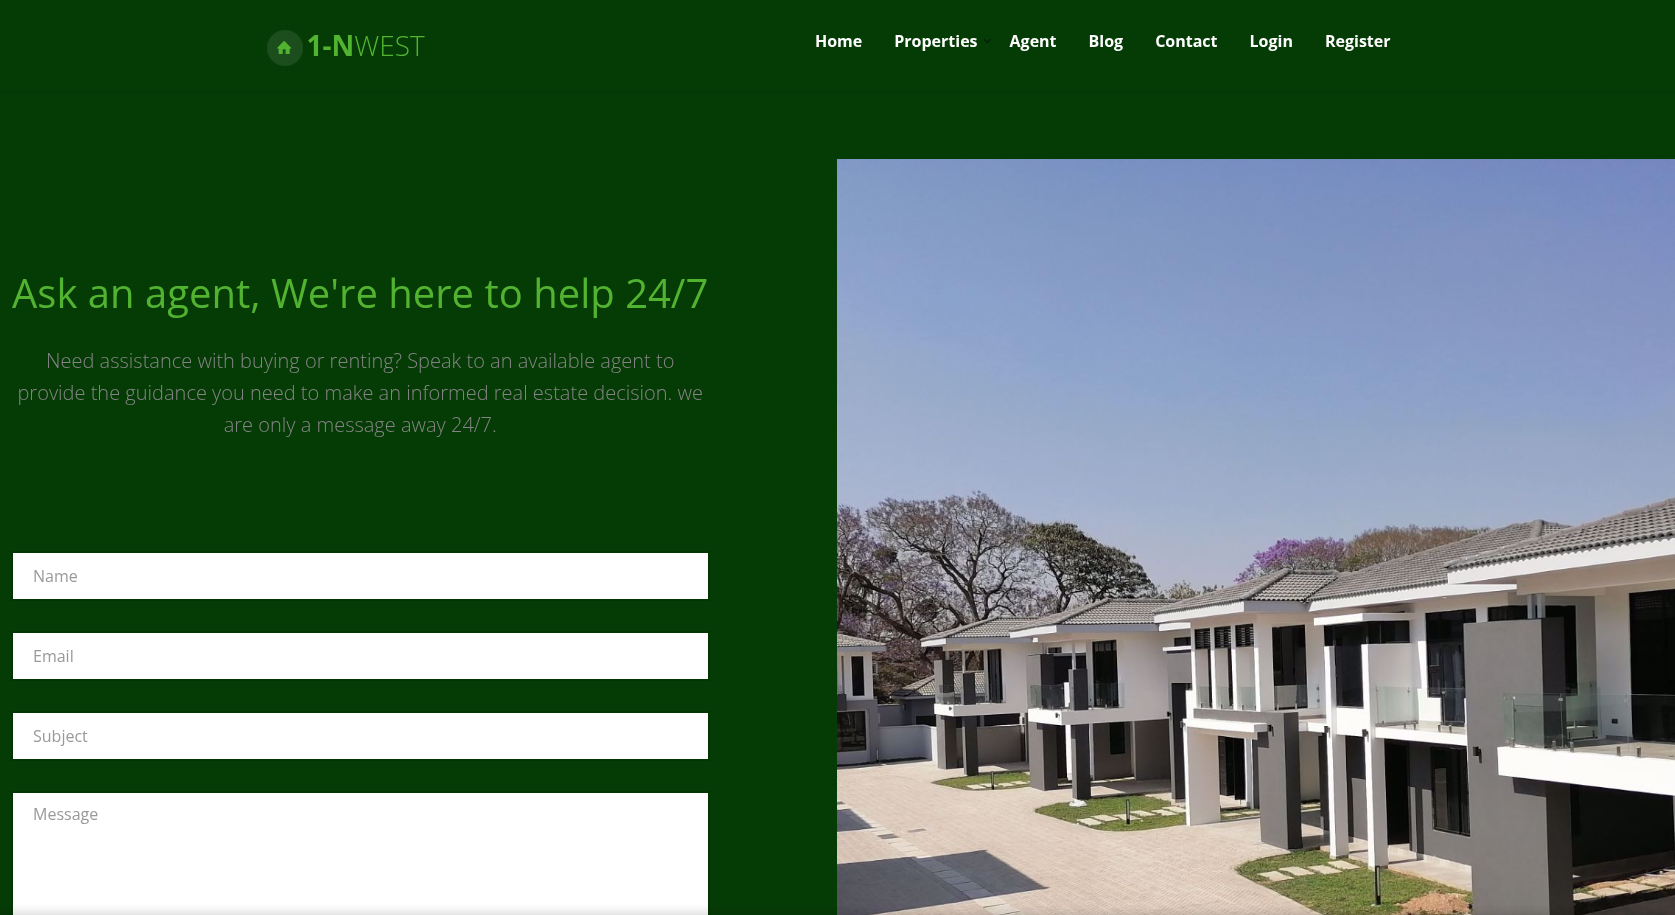 1-NWEST
Home Properties Agent Blog Contact Login Register
Ask an agent, We're here to help 24/7
Need assistance with buying or renting? Speak to an available agent to
provide the guidance you need to make an informed real estate decision. we
are only a message away 24/7.
Name
Email
Subject
Message